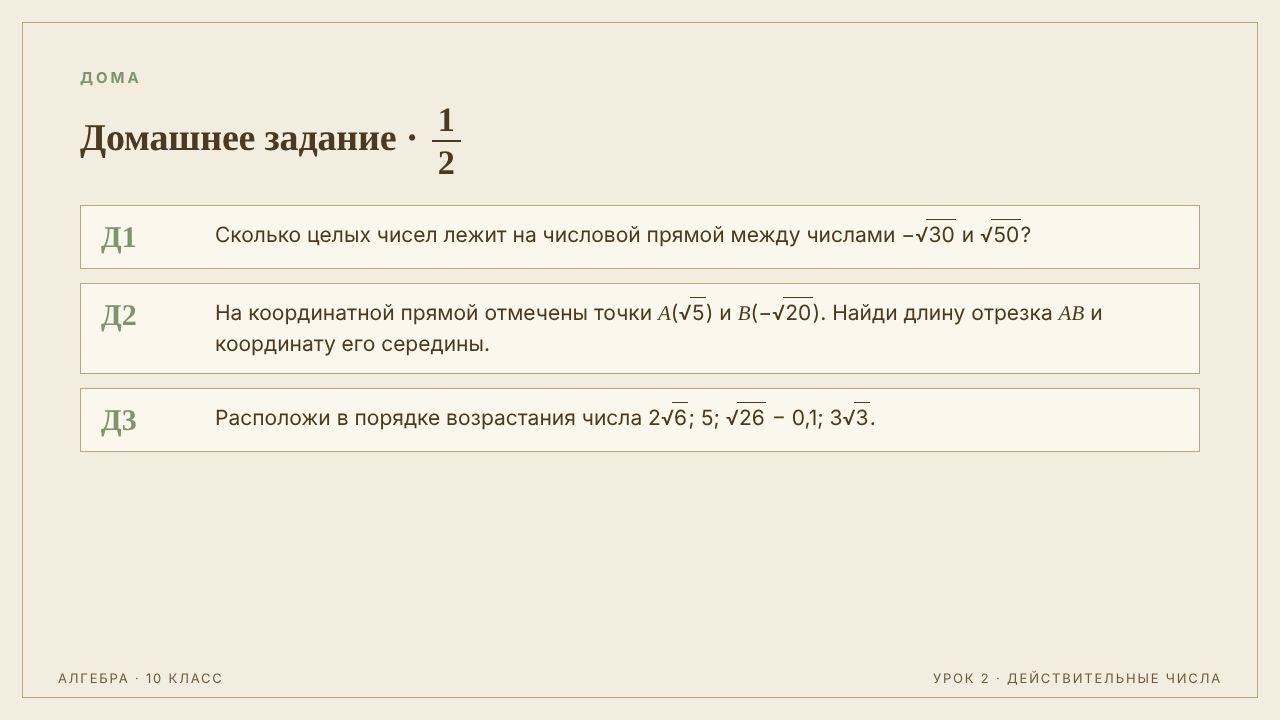 ДОМА
Домашнее задание · 1/2
Д1 Сколько целых чисел лежит на числовой прямой между числами −√30 и √50?
Д2 На координатной прямой отмечены точки A(√5) и B(−√20). Найди длину отрезка AB и
координату его середины.
Д3 Расположи в порядке возрастания числа 2√6; 5; √26 − 0,1; 3√3.
АЛГЕБРА · 10 КЛАСС
УРОК 2 · ДЕЙСТВИТЕЛЬНЫЕ ЧИСЛА